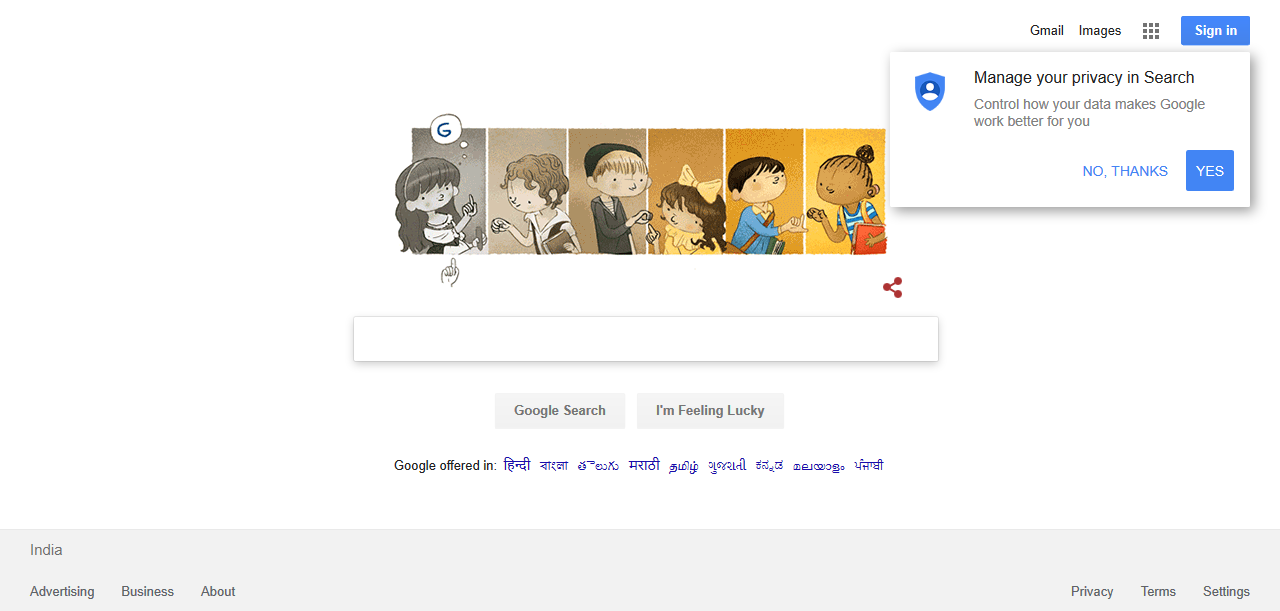 Gmail Images Sign in
Manage your privacy in Search
Control how your data makes Google
work better for you
NO, THANKS YES
G
Google Search I'm Feeling Lucky
Google offered in: हिन्दी বাংলা తెలుగు मराठी தமிழ் ગુજરાતી ಕನ್ನಡ മലയാളം ਪੰਜਾਬੀ
India
Advertising Business About Privacy Terms Settings